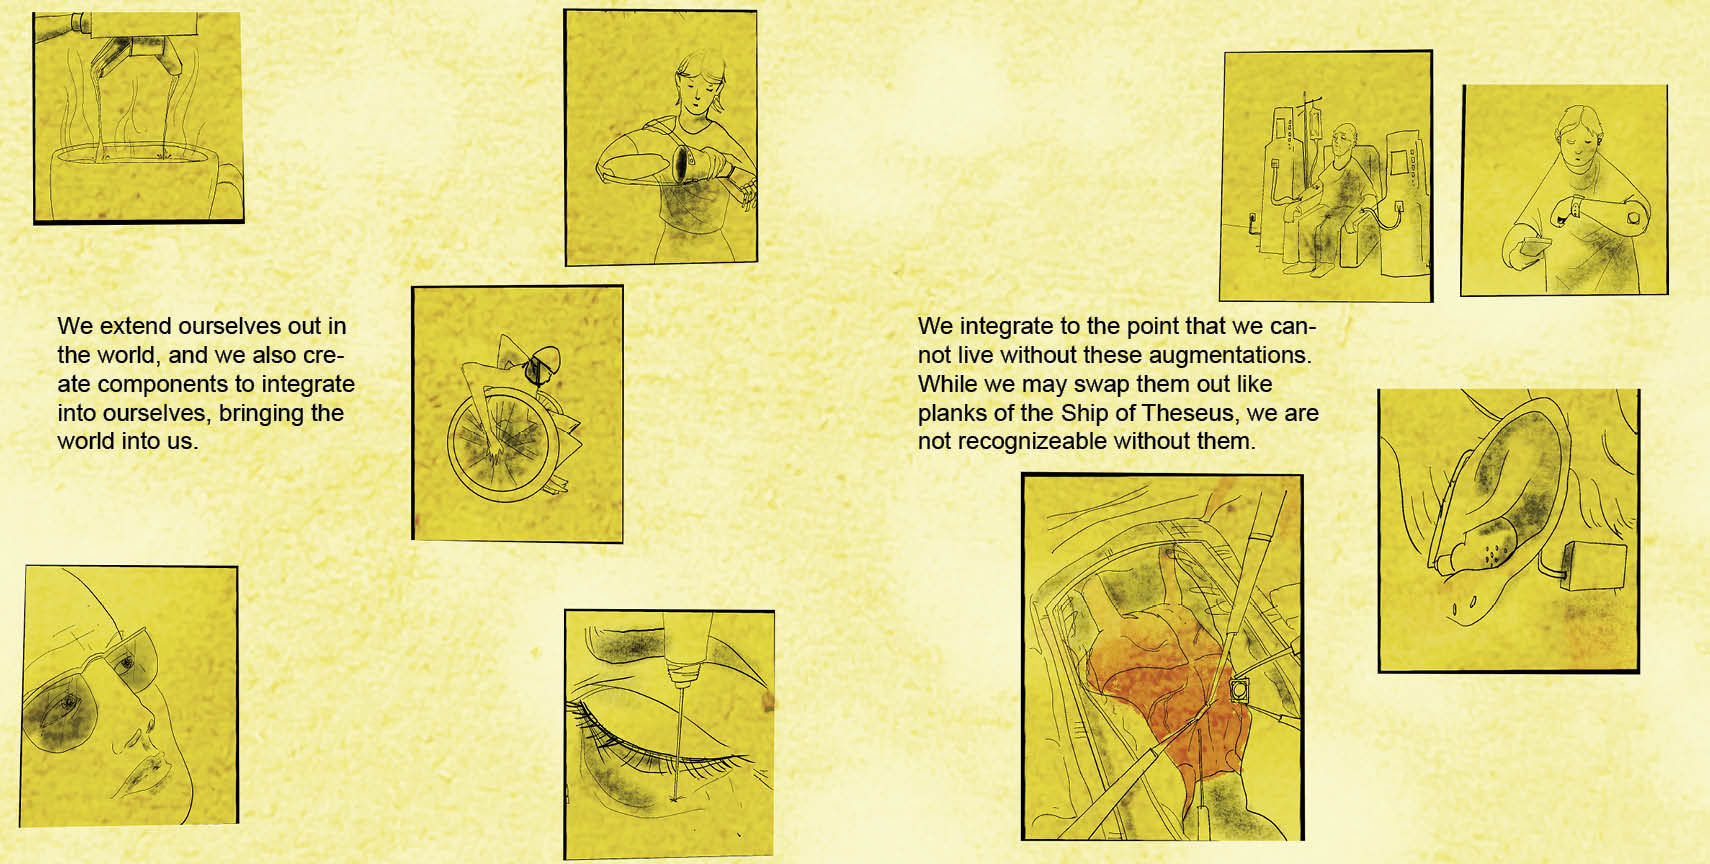 We extend ourselves out in
the world, and we also cre-
ate components to integrate
into ourselves, bringing the
world into us.
We integrate to the point that we can-
not live without these augmentations.
While we may swap them out like
planks of the Ship of Theseus, we are
not recognizeable without them.